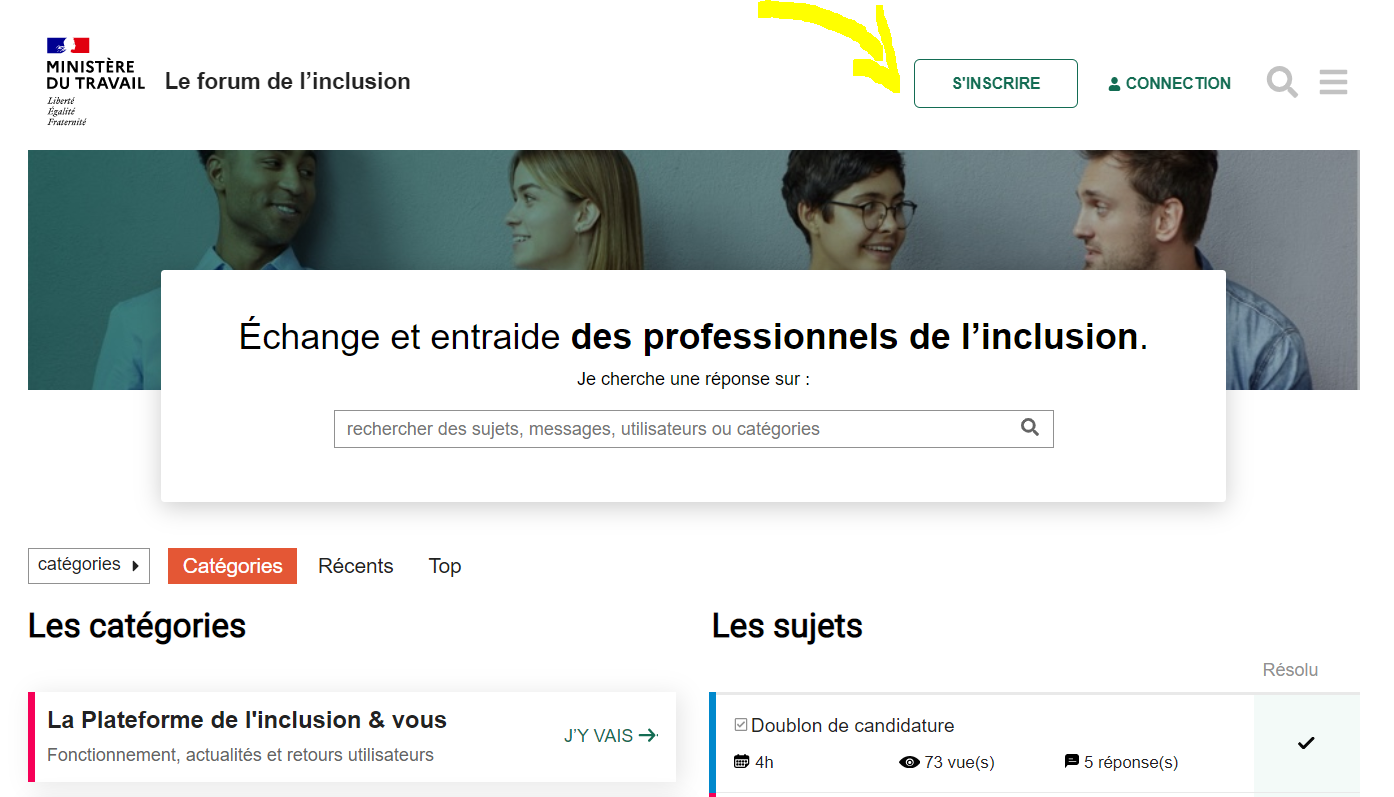 MINISTÈRE
DU TRAVAIL
Liberté
Égalité
Fraternité
Le forum de l’inclusion
S'INSCRIRE
CONNECTION
Échange et entraide des professionnels de l’inclusion.
Je cherche une réponse sur :
rechercher des sujets, messages, utilisateurs ou catégories
catégories
Catégories
Récents
Top
Les catégories
La Plateforme de l'inclusion & vous
Fonctionnement, actualités et retours utilisateurs
J’Y VAIS
Les sujets
Résolu
Doublon de candidature
4h
73 vue(s)
5 réponse(s)